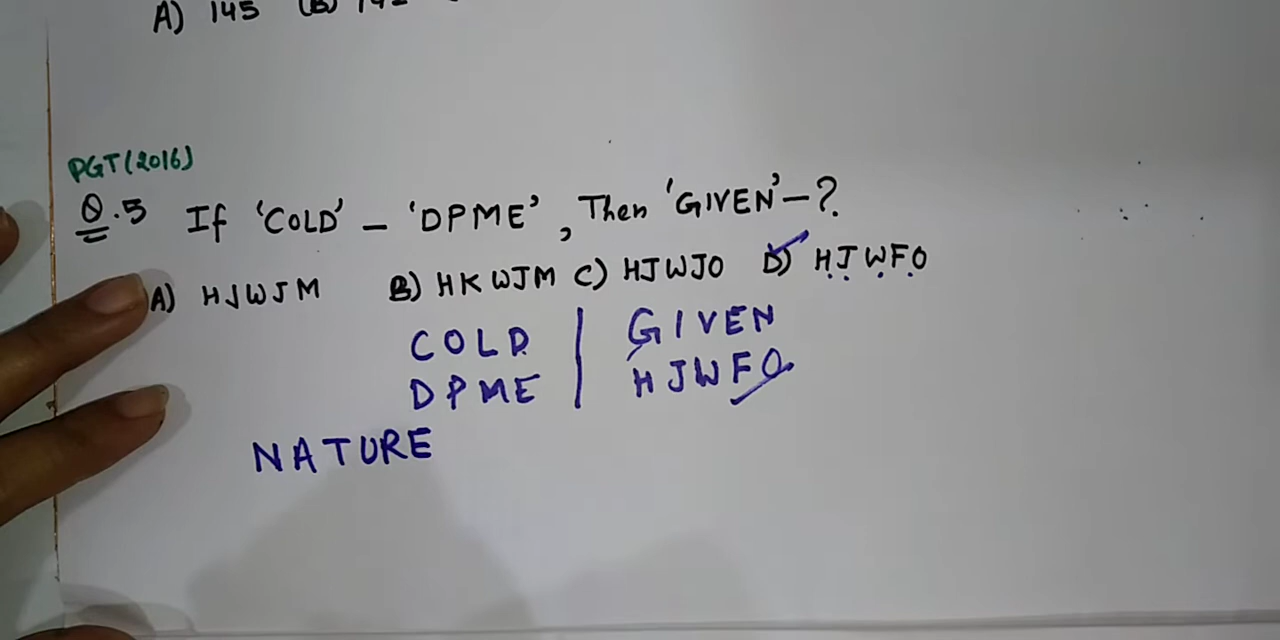 A) 145 (B)
PGT(2016)
Q.5 If 'COLD' - 'DPME', Then 'GIVEN' - ?
A) HJWJM B) HKWJM C) HJWJO D) HJWFO
COLD | GIVEN
DPME | HJWFO
NATURE